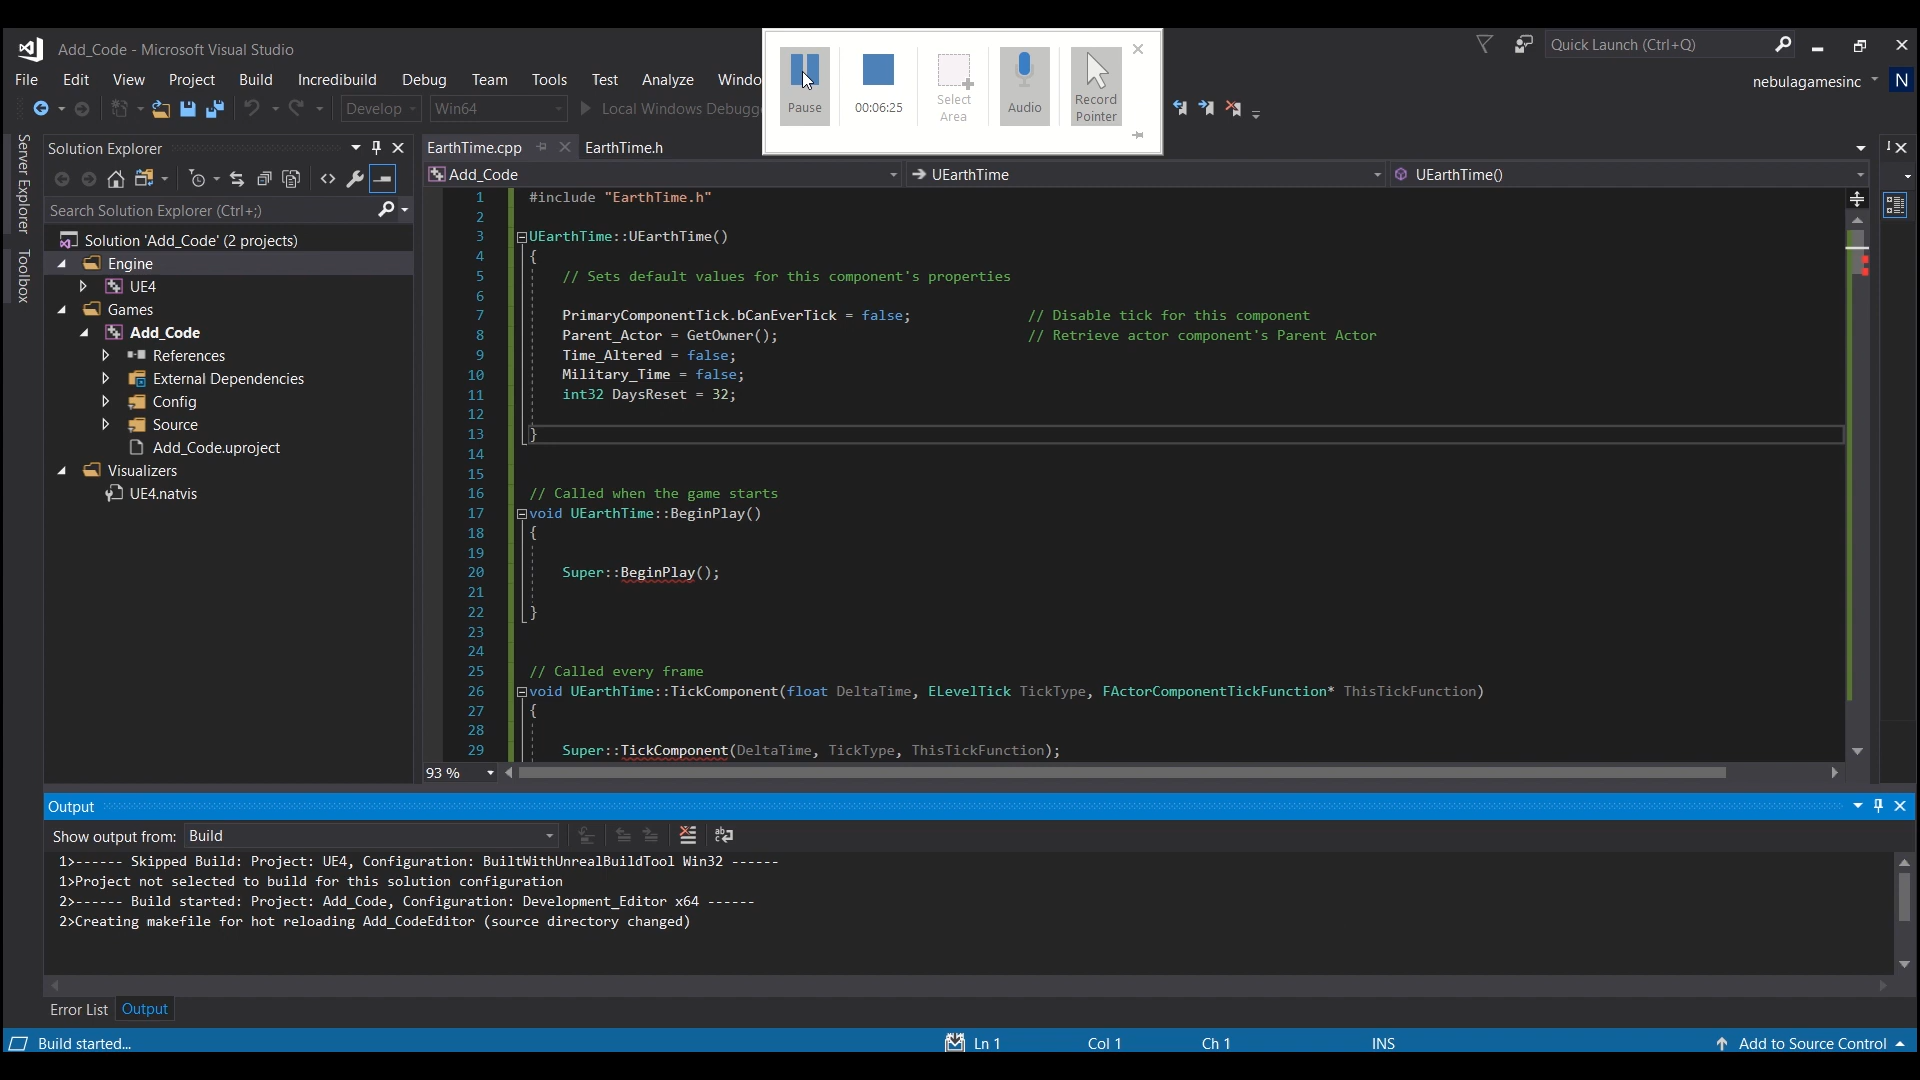 Add_Code - Microsoft Visual Studio
Quick Launch (Ctrl+Q)
File Edit View Project Build Incredibuild Debug Team Tools Test Analyze Windo
nebulagamesinc N
Develop Win64 Local Windows Debugge
Pause 00:06:25 Select Area Audio Record Pointer
Server Explorer
Toolbox
Solution Explorer
Search Solution Explorer (Ctrl+;)
Solution 'Add_Code' (2 projects)
Engine
UE4
Games
Add_Code
References
External Dependencies
Config
Source
Add_Code.uproject
Visualizers
UE4.natvis
EarthTime.cpp EarthTime.h
Add_Code UEarthTime UEarthTime()
1 #include "EarthTime.h"
2
3 UEarthTime::UEarthTime()
4 {
5 // Sets default values for this component's properties
6
7 PrimaryComponentTick.bCanEverTick = false; // Disable tick for this component
8 Parent_Actor = GetOwner(); // Retrieve actor component's Parent Actor
9 Time_Altered = false;
10 Military_Time = false;
11 int32 DaysReset = 32;
12
13 }
14
15
16 // Called when the game starts
17 void UEarthTime::BeginPlay()
18 {
19
20 Super::BeginPlay();
21
22 }
23
24
25 // Called every frame
26 void UEarthTime::TickComponent(float DeltaTime, ELevelTick TickType, FActorComponentTickFunction* ThisTickFunction)
27 {
28
29 Super::TickComponent(DeltaTime, TickType, ThisTickFunction);
93 %
Output
Show output from: Build
1>------ Skipped Build: Project: UE4, Configuration: BuiltWithUnrealBuildTool Win32 ------
1>Project not selected to build for this solution configuration
2>------ Build started: Project: Add_Code, Configuration: Development_Editor x64 ------
2>Creating makefile for hot reloading Add_CodeEditor (source directory changed)
Error List Output
Build started... Ln 1 Col 1 Ch 1 INS Add to Source Control